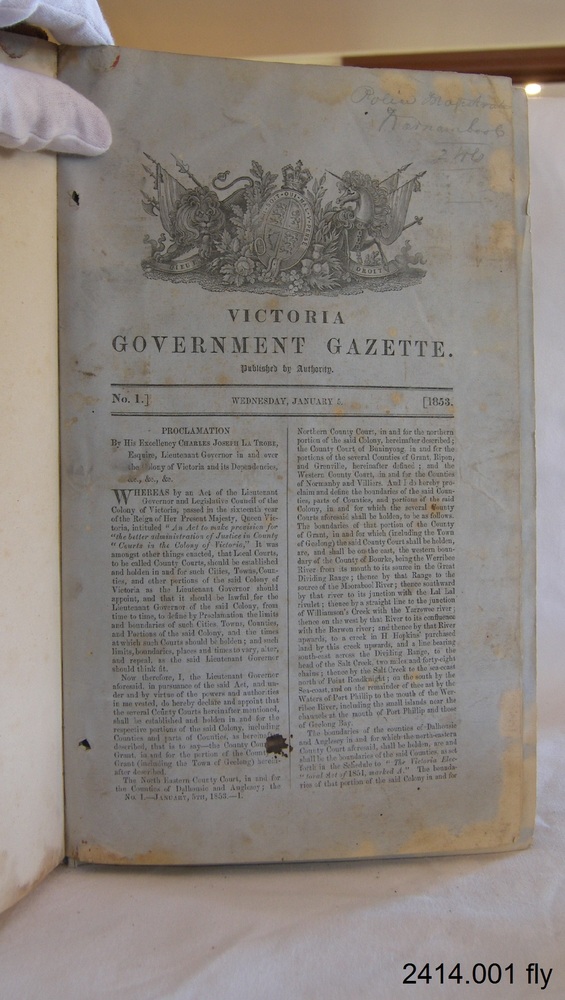 VICTORIA
GOVERNMENT GAZETTE.
Published by Authority.
No. 1.] WEDNESDAY, JANUARY 5. [1853.
PROCLAMATION
By His Excellency CHARLES JOSEPH LA TROBE,
Esquire, Lieutenant Governor in and over
the Colony of Victoria and its Dependencies,
&c., &c., &c.
WHEREAS by an Act of the Lieutenant
Governor and Legislative Council of the
Colony of Victoria, passed in the sixteenth year
of the Reign of Her Present Majesty, Queen Vic-
toria, intituled "An Act to make provision for
"the better administration of Justice in County
"Courts in the Colony of Victoria," It was
amongst other things enacted, that Local Courts,
to be called County Courts, should be established
and holden in and for such Cities, Towns, Coun-
ties, and other portions of the said Colony of
Victoria as the Lieutenant Governor should
appoint, and that it should be lawful for the
Lieutenant Governor of the said Colony, from
time to time, to define by Proclamation the limits
and boundaries of such Cities, Towns, Counties,
and Portions of the said Colony, and the times
at which such Courts should be holden; and such
limits, boundaries, places and times to vary, alter,
and repeal, as the said Lieutenant Governor
should think fit.
Now therefore, I, the Lieutenant Governor
aforesaid, in pursuance of the said Act, and un-
der and by virtue of the powers and authorities
in me vested, do hereby declare and appoint that
the several County Courts hereinafter mentioned,
shall be established and holden in and for the
respective portions of the said Colony, including
Counties and parts of Counties, as hereinafter
described, that is to say—the County Court
Grant, in and for the portion of the County
Grant (including the Town of Geelong) herein-
after described.
The North Eastern County Court, in and for
the Counties of Dalhousie and Anglesey; the
No. 1.—JANUARY, 5TH, 1853.—1.
Northern County Court, in and for the northern
portion of the said Colony, hereinafter described;
the County Court of Buninyong, in and for the
portions of the several Counties of Grant, Ripon,
and Grenville, hereinafter defined; and the
Western County Court, in and for the Counties
of Normanby and Villiers. And I do hereby pro-
claim and define the boundaries of the said Coun-
ties, parts of Counties, and portions of the said
Colony, in and for which the several County
Courts aforesaid shall be holden, to be as follows.
The boundaries of that portion of the County
of Grant, in and for which (including the Town
of Geelong) the said County Court shall be holden,
are, and shall be on the east, the western boun-
dary of the County of Bourke, being the Werribee
River from its mouth to its source in the Great
Dividing Range; thence by that Range to the
source of the Moorabool River; thence southward
by that river to its junction with the Lal Lal
rivulet; thence by a straight line to the junction
of Williamson's Creek with the Yarrowee river;
thence on the west by that River to its confluence
with the Barwon river; and thence by that River
upwards, to a creek in H Hopkins' purchased
land by this creek upwards, and a line bearing
south-east across the Dividing Range, to the
head of the Salt Creek, two miles and forty-eight
chains; thence by the Salt Creek to the sea-coast
north of Point Roadknight; on the south by the
Sea-coast, and on the remainder of the east by the
Waters of Port Phillip to the mouth of the Wer-
ribee River, including the small islands near the
channels at the mouth of Port Phillip and those
of Geelong Bay.
The boundaries of the counties of Dalhousie
and Anglesey in and for which the north-eastern
County Court aforesaid, shall be holden, are and
shall be the boundaries of the said Counties, as set
forth in the Schedule to "The Victoria Elec-
"toral Act of 1851, marked A." The bounda-
ries of that portion of the said Colony in and for
2414.001 fly